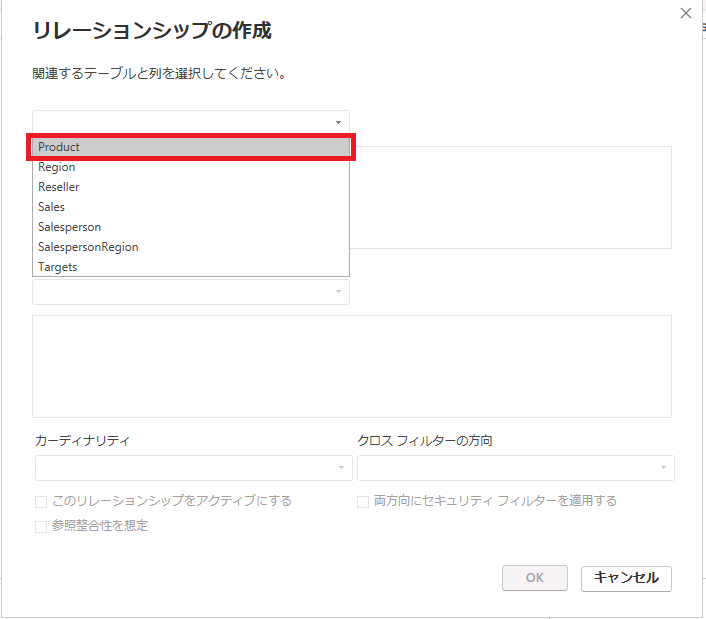 リレーションシップの作成
関連するテーブルと列を選択してください。
Product
Region
Reseller
Sales
Salesperson
SalespersonRegion
Targets
カーディナリティ
クロス フィルターの方向
このリレーションシップをアクティブにする
両方向にセキュリティ フィルターを適用する
参照整合性を想定
OK
キャンセル